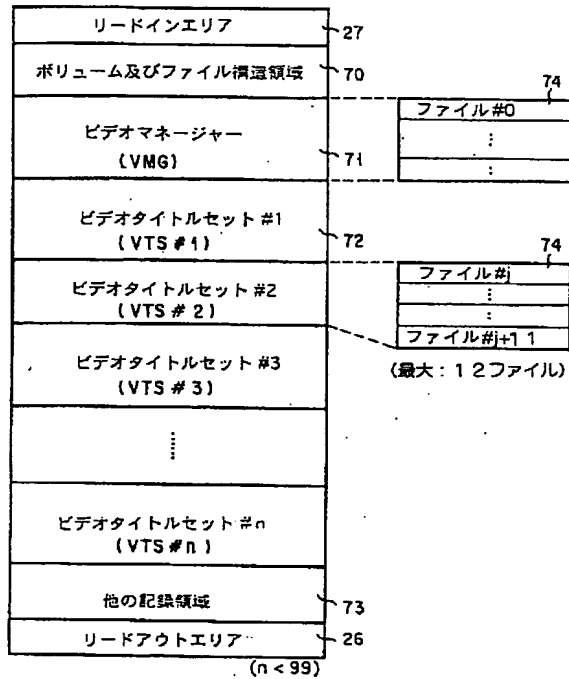 リードインエリア
27
ボリューム及びファイル構造領域
70
ビデオマネージャー
(VMG)
71
74
ファイル#0
⋮
⋮
ビデオタイトルセット #1
(VTS #1)
72
ビデオタイトルセット #2
(VTS # 2)
74
ファイル#j
⋮
⋮
ファイル#j+11
(最大：12ファイル)
ビデオタイトルセット #3
(VTS # 3)
⋮
ビデオタイトルセット #n
(VTS #n)
他の記録領域
73
リードアウトエリア
26
(n < 99)